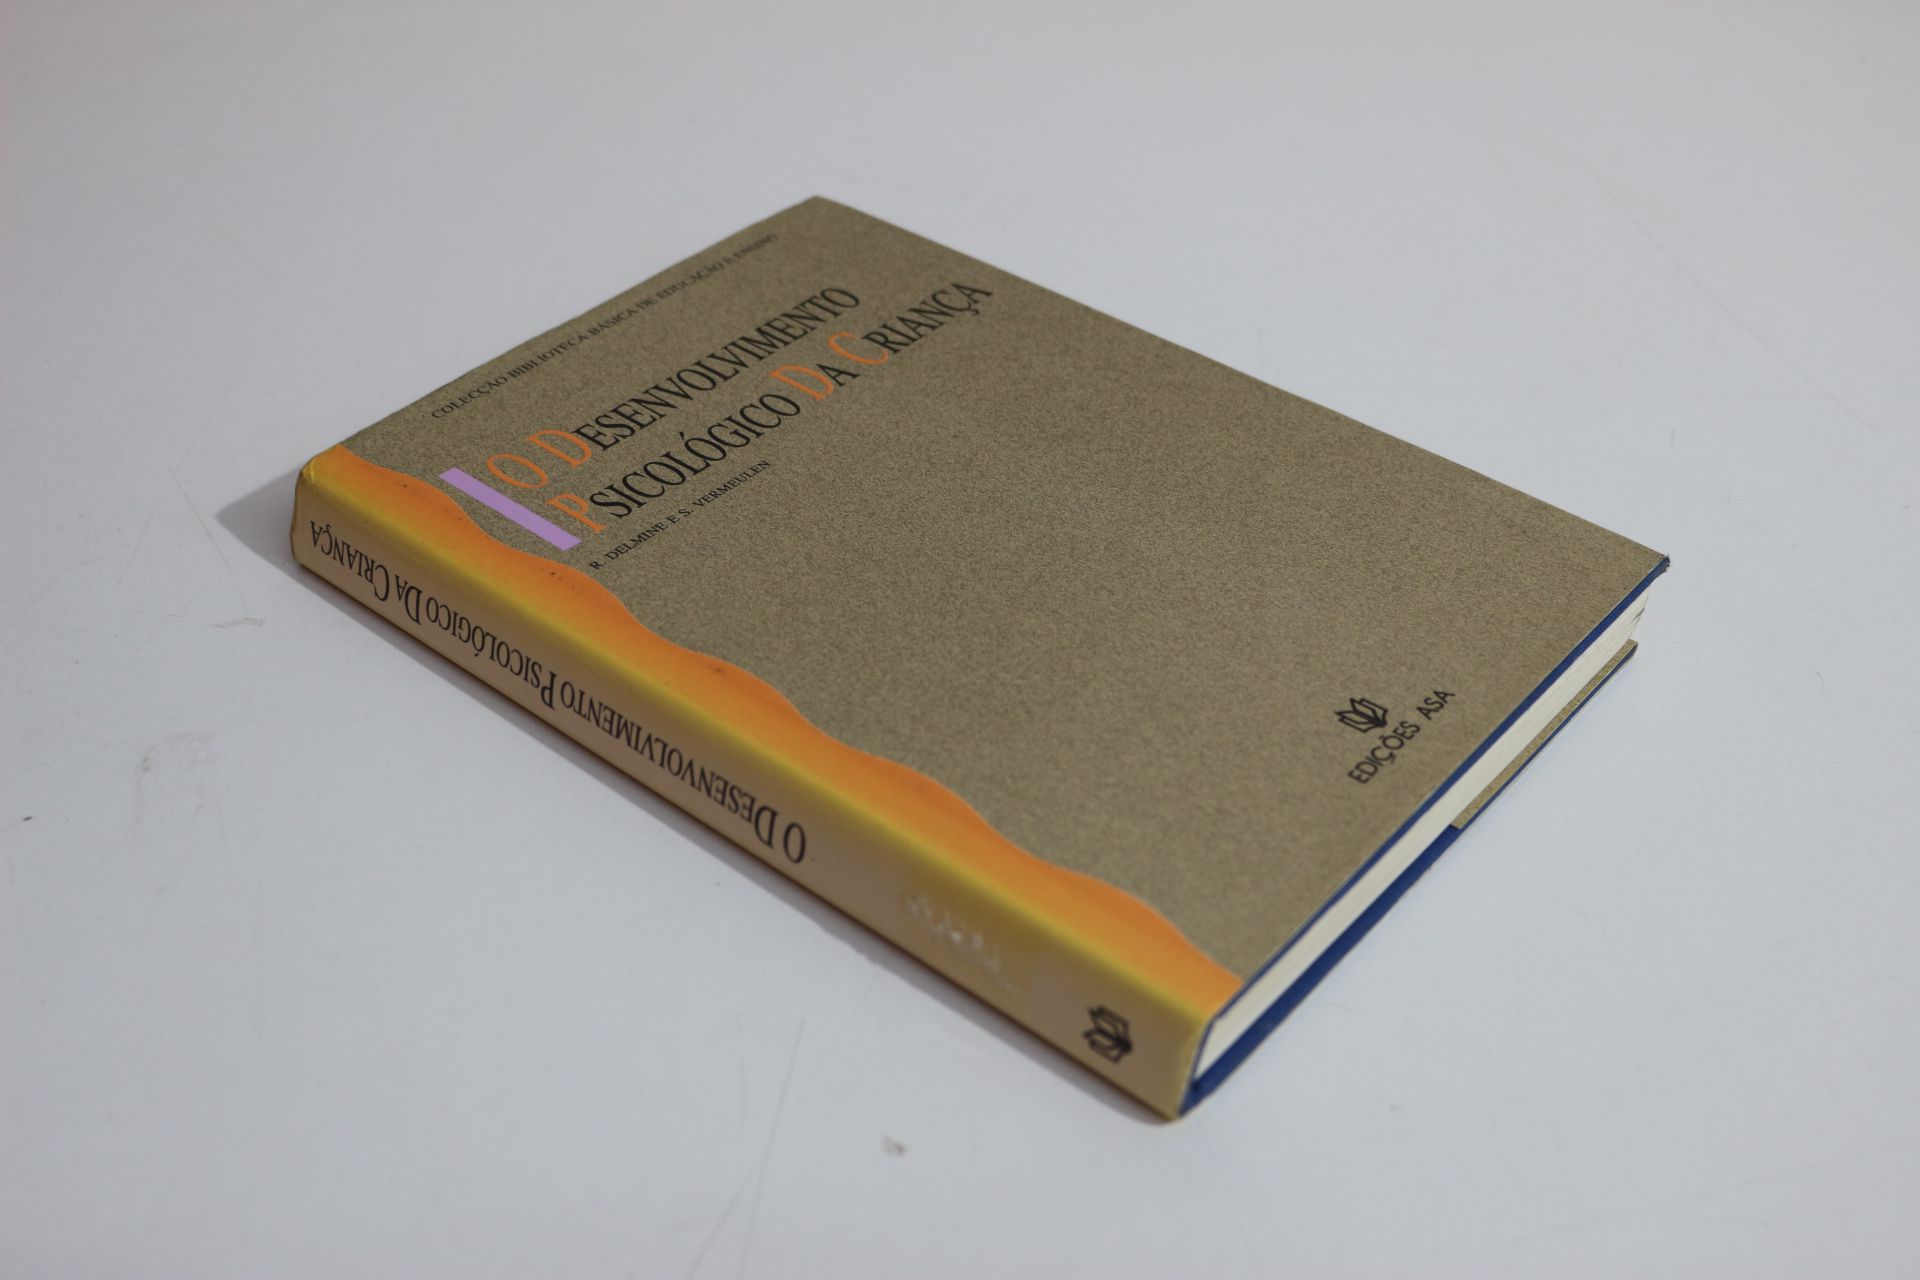 COLECÇÃO BIBLIOTECA BÁSICA DE EDUCAÇÃO E ENSINO
O DESENVOLVIMENTO
PSICOLÓGICO DA CRIANÇA
R. DELMINE E S. VERMEULEN
EDIÇÕES ASA
O DESENVOLVIMENTO PSICOLÓGICO DA CRIANÇA